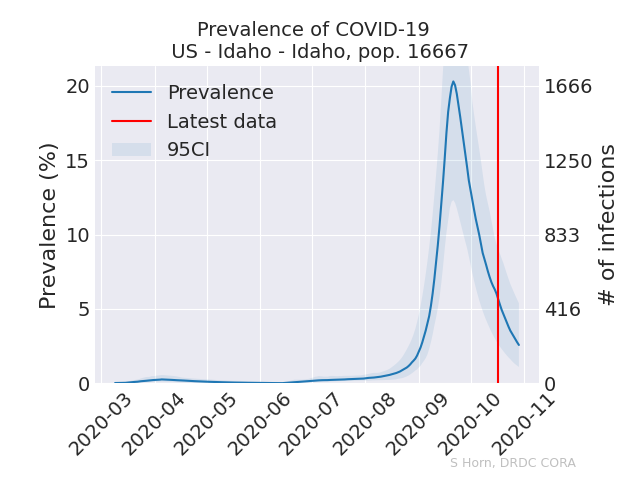 Prevalence of COVID-19
US - Idaho - Idaho, pop. 16667
Prevalence
Latest data
95CI
Prevalence (%)
20
15
10
5
0
1666
1250
833
416
0
# of infections
2020-03
2020-04
2020-05
2020-06
2020-07
2020-08
2020-09
2020-10
2020-11
S Horn, DRDC CORA